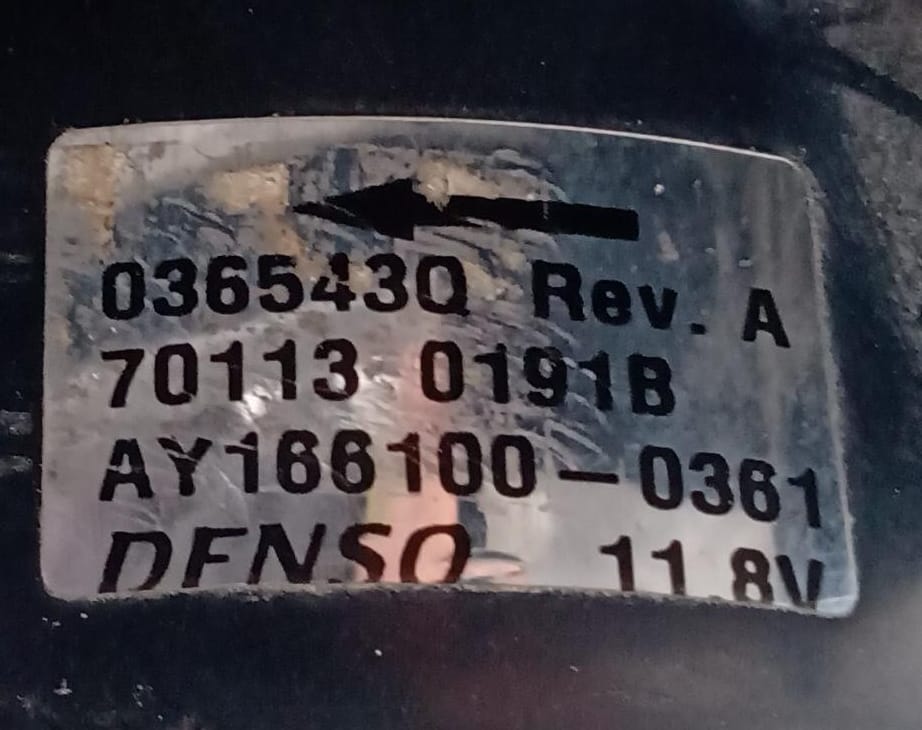 036543Q Rev. A
70113 0191B
AY166100-0361
DENSO 11.8V